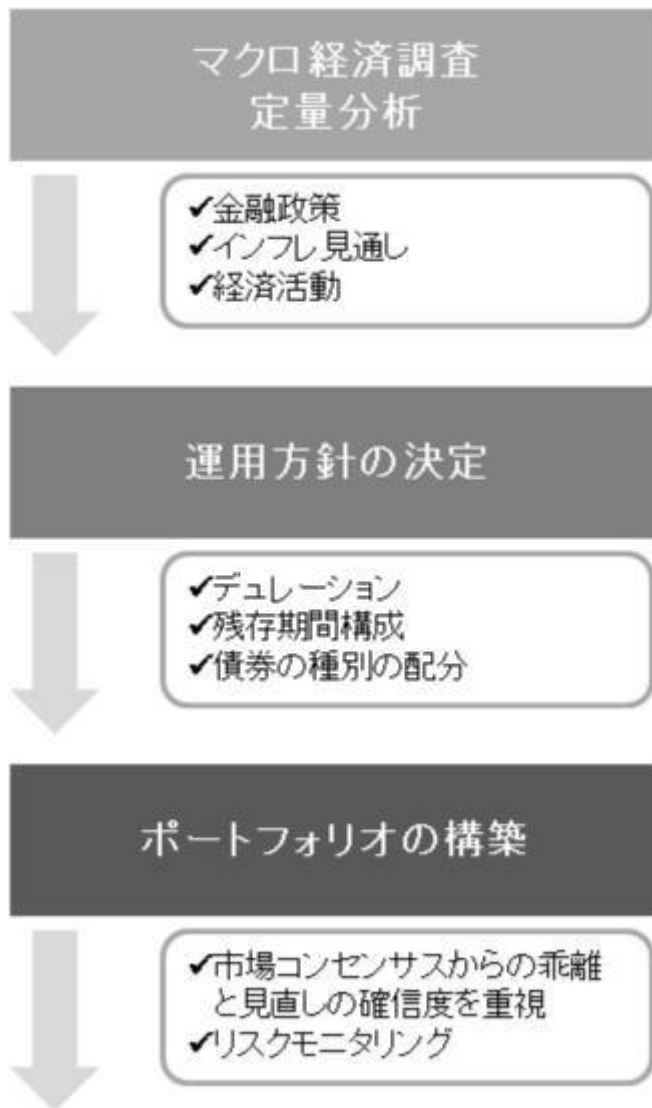 マクロ経済調査
定量分析
✓金融政策
✓インフレ見通し
✓経済活動
運用方針の決定
✓デュレーション
✓残存期間構成
✓債券の種別の配分
ポートフォリオの構築
✓市場コンセンサスからの乖離
と見直しの確信度を重視
✓リスクモニタリング